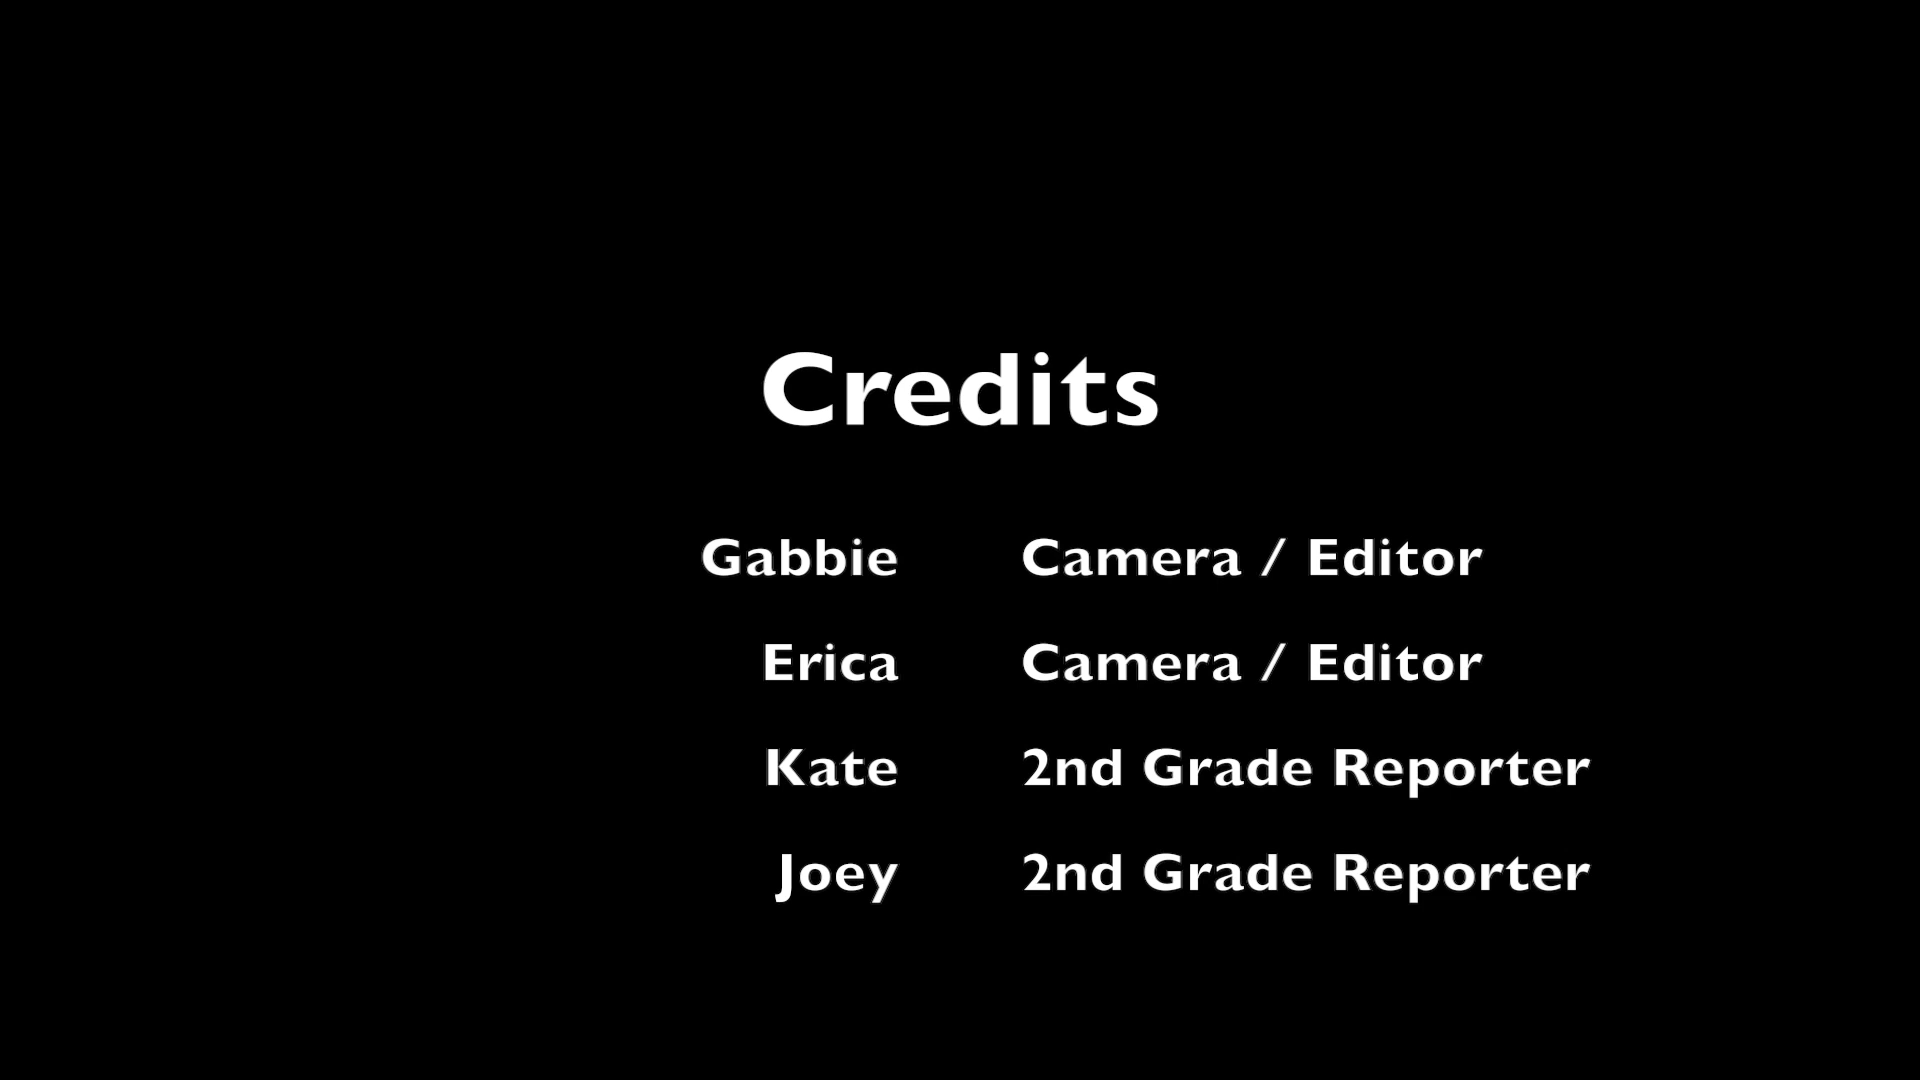 Credits
Gabbie Camera / Editor
Erica Camera / Editor
Kate 2nd Grade Reporter
Joey 2nd Grade Reporter